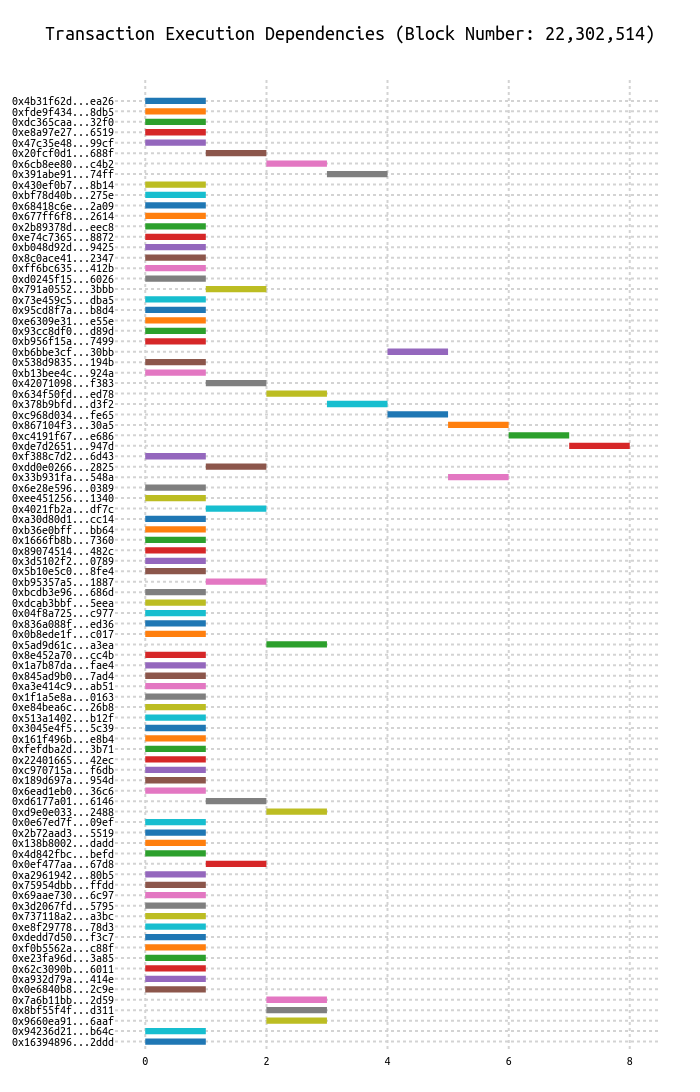 Transaction Execution Dependencies (Block Number: 22,302,514)
0x4b31f62d...ea26
0xfde9f434...8db5
0xdc365caa...32f0
0xe8a97e27...6519
0x47c35e48...99cf
0x20fcf0d1...688f
0x6cb8ee80...c4b2
0x391abe91...74ff
0x430ef0b7...8b14
0xbf78d40b...275e
0x68418c6e...2a09
0x677ff6f8...2614
0x2b89378d...eec8
0xe74c7365...8872
0xb048d92d...9425
0x8c0ace41...2347
0xff6bc635...412b
0xd0245f15...6026
0x791a0552...3bbb
0x73e459c5...dba5
0x95cd8f7a...b8d4
0xe6309e31...e55e
0x93cc8df0...d89d
0xb956f15a...7499
0xb6bbe3cf...30bb
0x538d9835...194b
0xb13bee4c...924a
0x42071098...f383
0x634f50fd...ed78
0x378b9bfd...d3f2
0xc968d034...fe65
0x867104f3...30a5
0xc4191f67...e686
0xde7d2651...947d
0xf388c7d2...6d43
0xdd0e0266...2825
0x33b931fa...548a
0x6e28e596...0389
0xee451256...1340
0x4021fb2a...df7c
0xa30d80d1...cc14
0xb36e0bff...bb64
0x1666fb8b...7360
0x89074514...482c
0x3d5102f2...0789
0x5b10e5c0...8fe4
0xb95357a5...1887
0xbcdb3e96...686d
0xdcab3bbf...5eea
0x04f8a725...c977
0x836a088f...ed36
0x0b8ede1f...c017
0x5ad9d61c...a3ea
0x8e452a70...cc4b
0x1a7b87da...fae4
0x845ad9b0...7ad4
0xa3e414c9...ab51
0x1f1a5e8a...0163
0xe84bea6c...26b8
0x513a1402...b12f
0x3045e4f5...5c39
0x161f496b...e8b4
0xfefdba2d...3b71
0x22401665...42ec
0xc970715a...f6db
0x189d697a...954d
0x6ead1eb0...36c6
0xd6177a01...6146
0xd9e0e033...2488
0x0e67ed7f...09ef
0x2b72aad3...5519
0x138b8002...dadd
0x4d842fbc...befd
0x0ef477aa...67d8
0xa2961942...80b5
0x75954dbb...ffdd
0x69aae730...6c97
0x3d2067fd...5795
0x737118a2...a3bc
0xe8f29778...78d3
0xdedd7d50...f3c7
0xf0b5562a...c88f
0xe23fa96d...3a85
0x62c3090b...6011
0xa932d79a...414e
0x0e6840b8...2c9e
0x7a6b11bb...2d59
0x8bf55f4f...d311
0x9660ea91...6aaf
0x94236d21...b64c
0x16394896...2ddd
0 2 4 6 8